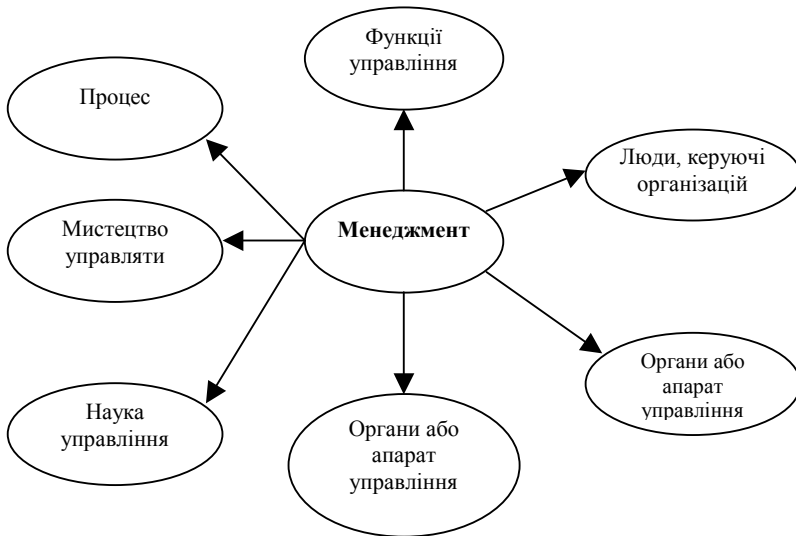 Функції
управління
Процес
Люди, керуючі
організацій
Мистецтво
управляти
Менеджмент
Органи або
апарат
управління
Наука
управління
Органи або
апарат
управління